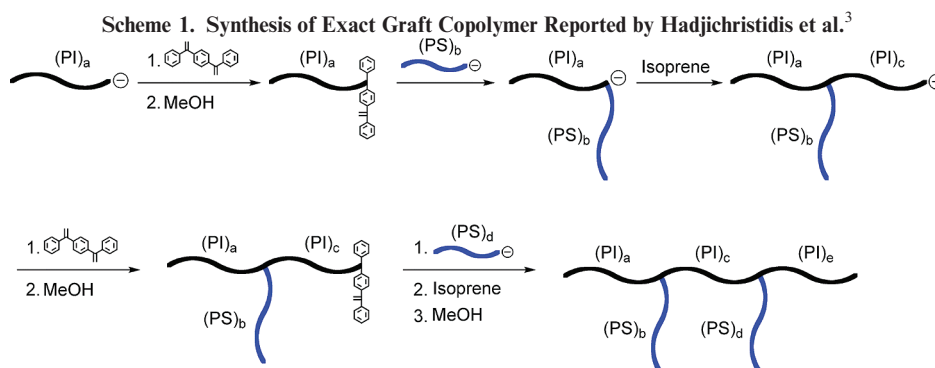 Scheme 1. Synthesis of Exact Graft Copolymer Reported by Hadjichristidis et al.³
(PI)a
1.
2. MeOH
(PI)a
(PS)b
(PI)a
(PS)b
Isoprene
(PI)a
(PI)c
(PS)b
1.
2. MeOH
(PI)a
(PI)c
(PS)b
1.
(PS)d
2. Isoprene
3. MeOH
(PI)a
(PI)c
(PI)e
(PS)b
(PS)d